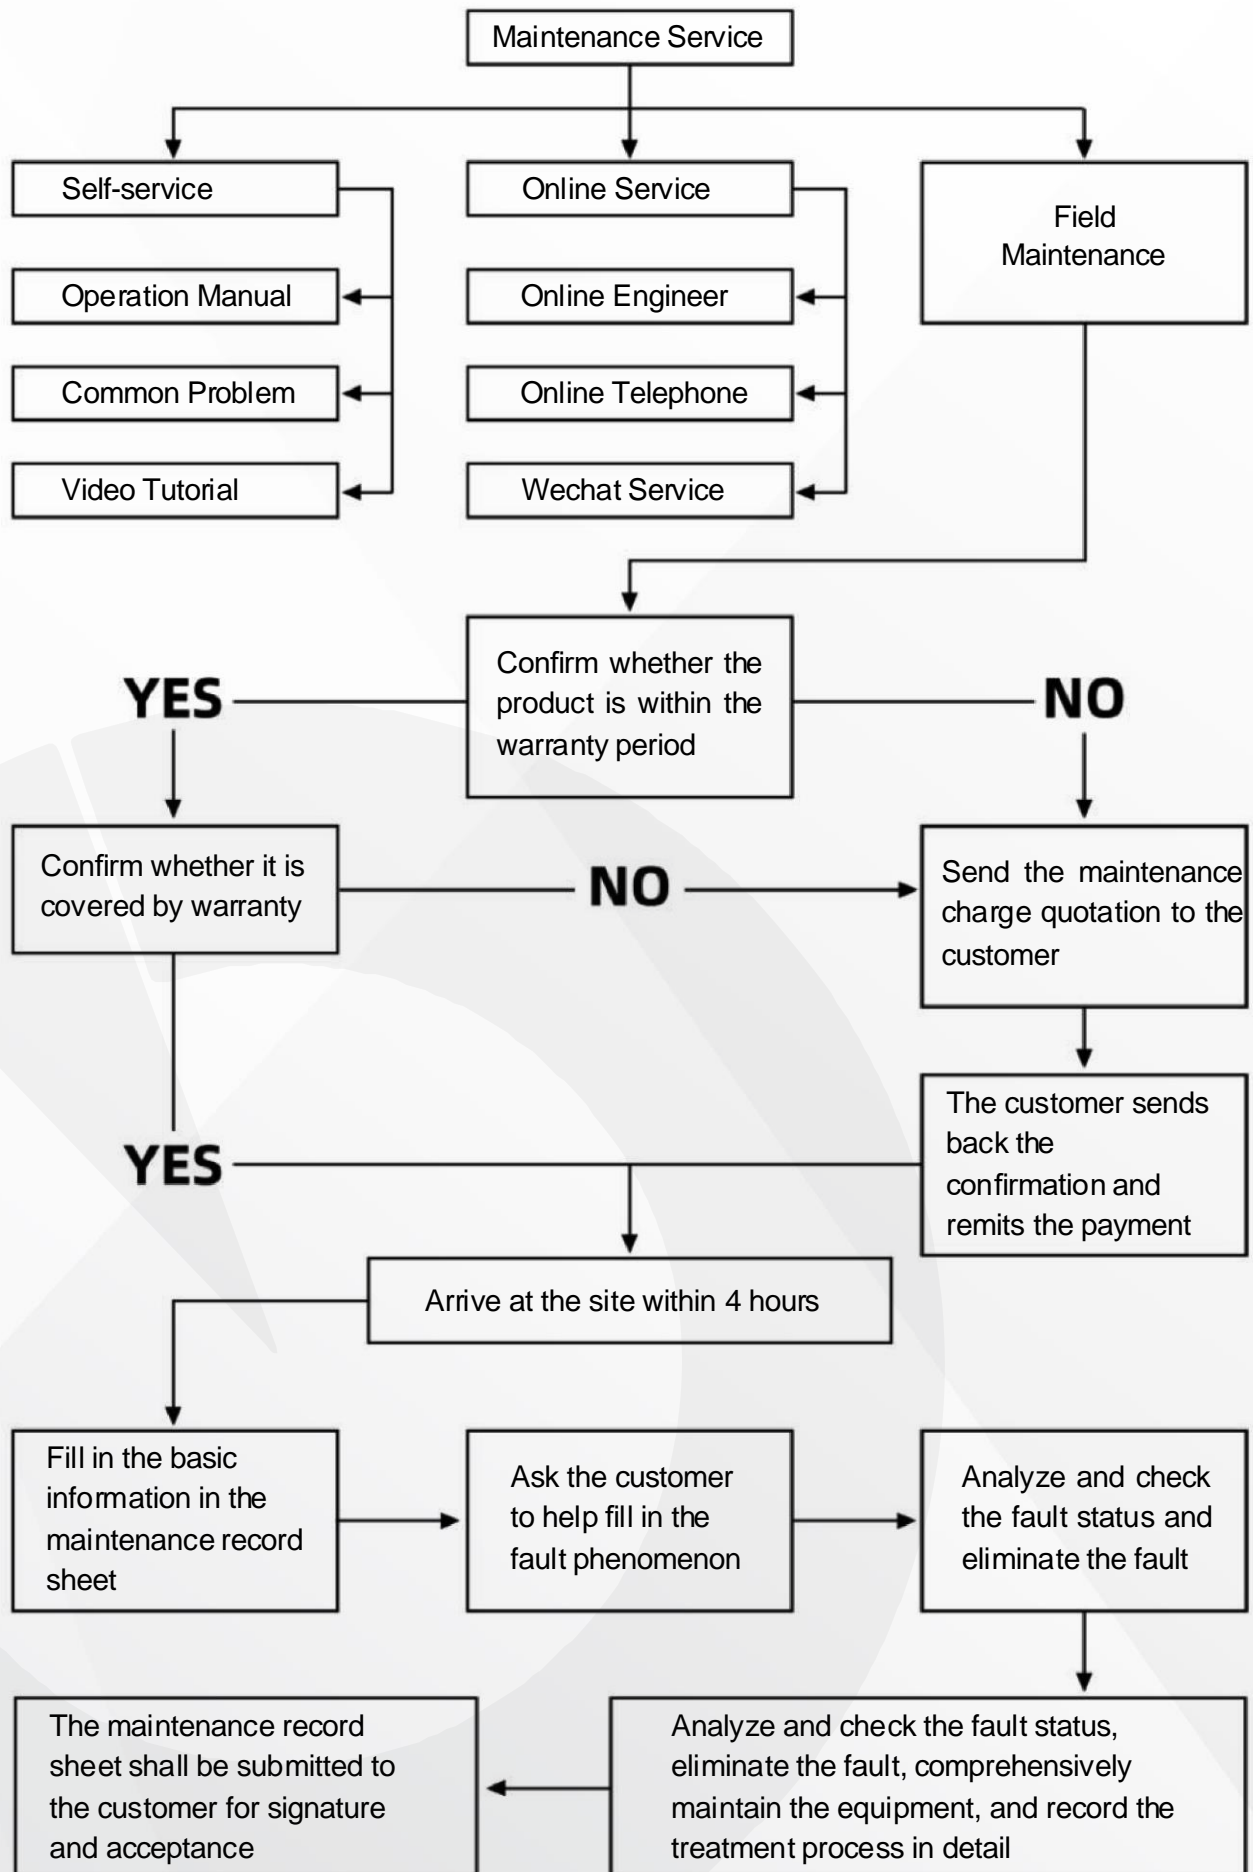 Maintenance Service
Self-service
Online Service
Field
Maintenance
Operation Manual
Online Engineer
Common Problem
Online Telephone
Video Tutorial
Wechat Service
Confirm whether the
product is within the
warranty period
YES
NO
Confirm whether it is
covered by warranty
NO
Send the maintenance
charge quotation to the
customer
The customer sends
back the
confirmation and
remits the payment
YES
Arrive at the site within 4 hours
Fill in the basic
information in the
maintenance record
sheet
Ask the customer
to help fill in the
fault phenomenon
Analyze and check
the fault status and
eliminate the fault
Analyze and check the fault status,
eliminate the fault, comprehensively
maintain the equipment, and record the
treatment process in detail
The maintenance record
sheet shall be submitted to
the customer for signature
and acceptance